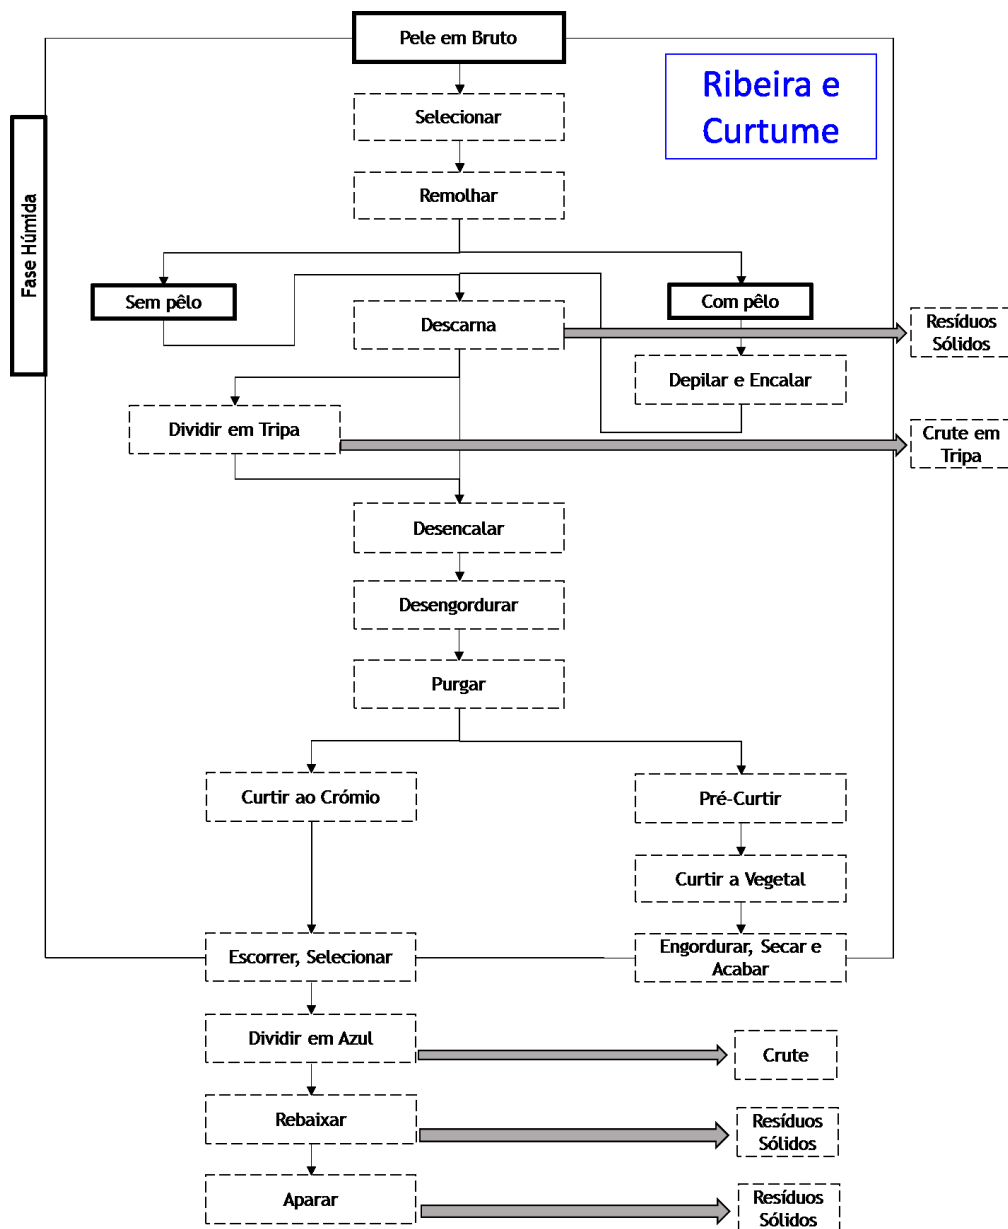 Pele em Bruto
Ribeira e
Curtume
Selecionar
Fase Húmida
Remolhar
Sem pêlo
Com pêlo
Descarna
Resíduos
Sólidos
Depilar e Encalar
Dividir em Tripa
Crute em
Tripa
Desencalar
Desengordurar
Purgar
Curtir ao Crómio
Pré-Curtir
Curtir a Vegetal
Escorrer, Selecionar
Engordurar, Secar e
Acabar
Dividir em Azul
Crute
Rebaixar
Resíduos
Sólidos
Aparar
Resíduos
Sólidos